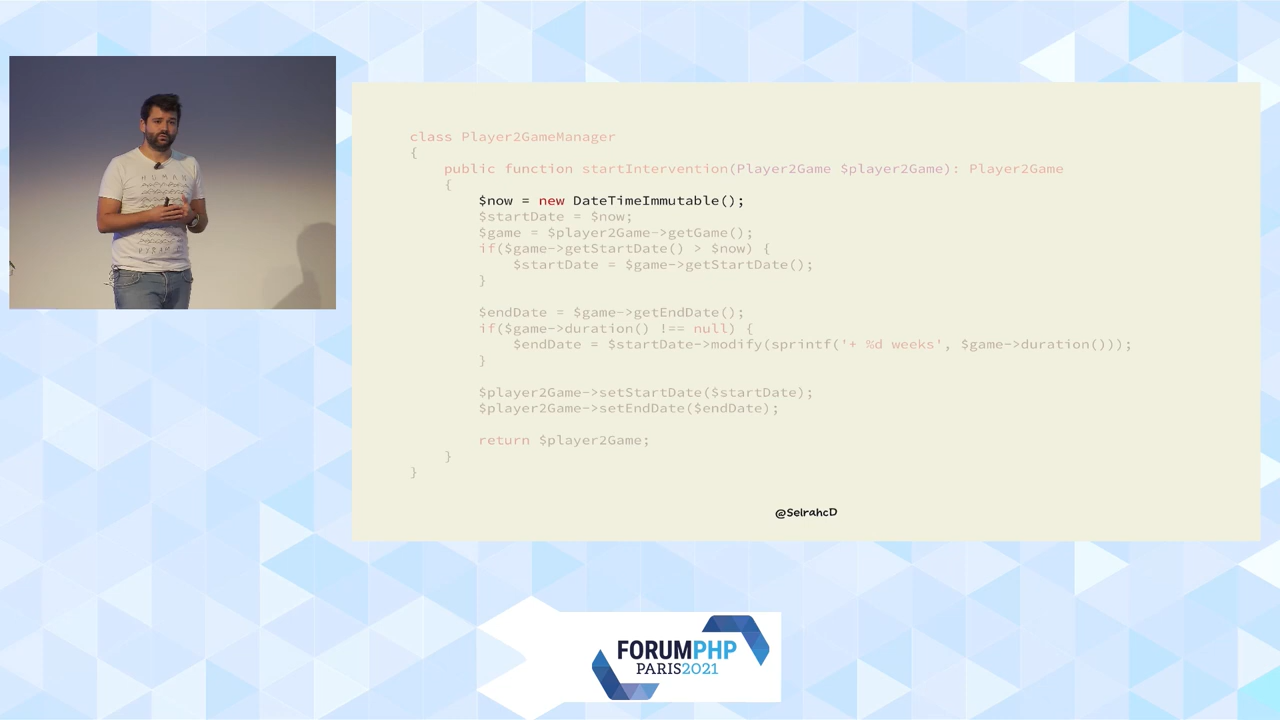 HUMAN
class Player2GameManager
{
    public function startIntervention(Player2Game $player2Game): Player2Game
    {
        $now = new DateTimeImmutable();
        $startDate = $now;
        $game = $player2Game->getGame();
        if($game->getStartDate() > $now) {
            $startDate = $game->getStartDate();
        }
        $endDate = $game->getEndDate();
        if($game->duration() !== null) {
            $endDate = $startDate->modify(sprintf('+ %d weeks', $game->duration()));
        }
        $player2Game->setStartDate($startDate);
        $player2Game->setEndDate($endDate);
        return $player2Game;
    }
}
@SelrahcD
FORUMPHP
PARIS2021